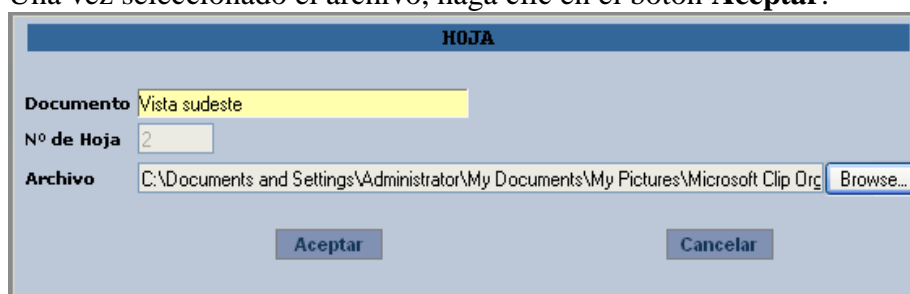 Una vez seleccionado el archivo, haga clic en el botón Aceptar.
HOJA
Documento Vista sudeste
Nº de Hoja 2
Archivo C:\Documents and Settings\Administrator\My Documents\My Pictures\Microsoft Clip Org Browse...
Aceptar Cancelar